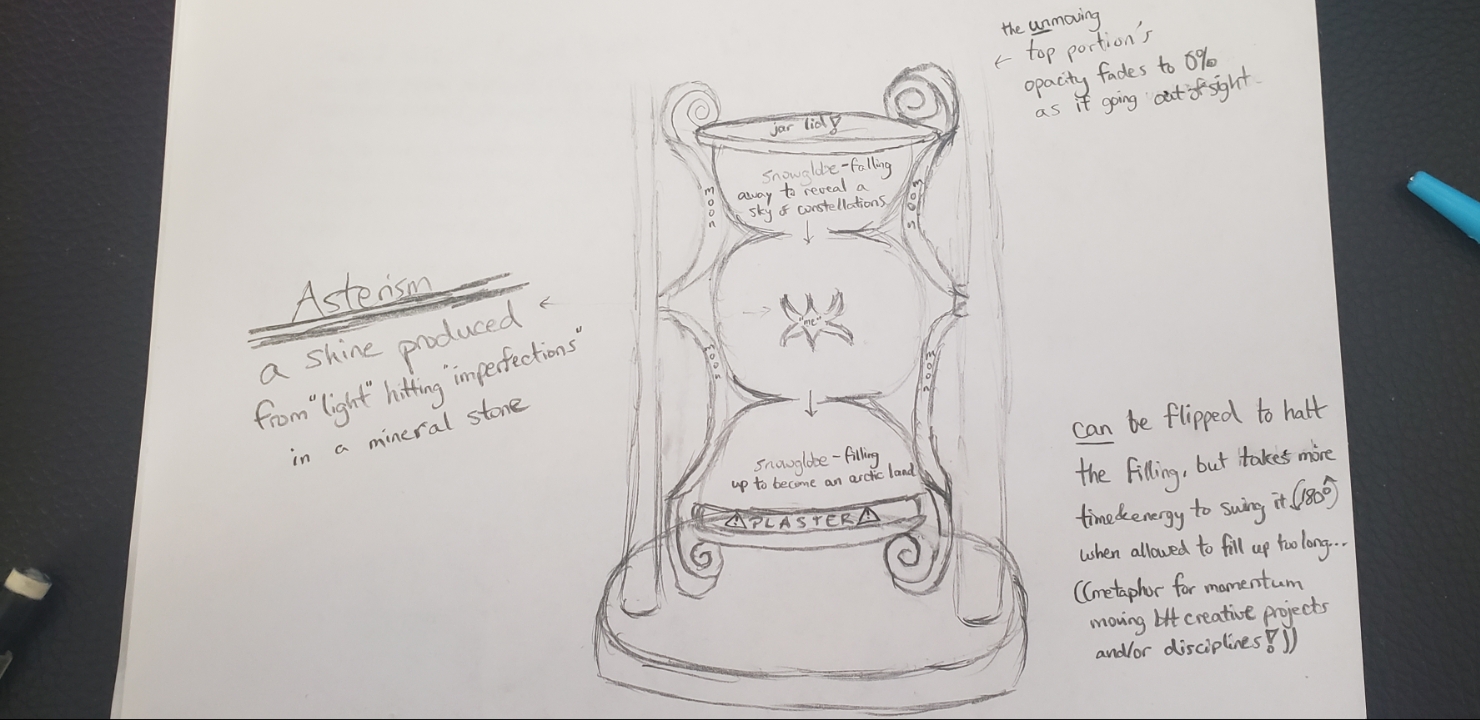 the unmoving
← top portion's
opacity fades to 0%
as if going out of sight
jar lid!
snowglobe-falling
away to reveal a
sky of constellations
moon
moon
Asterism
a shine produced
from "light" hitting "imperfections"
in a mineral stone
"me"
moon
moon
snowglobe-filling
up to become an arctic land
⚠PLASTER⚠
can be flipped to halt
the filling, but takes more
time&energy to swing it (180°)
when allowed to fill up too long...
((metaphor for momentum
moving btt creative projects
and/or disciplines!))